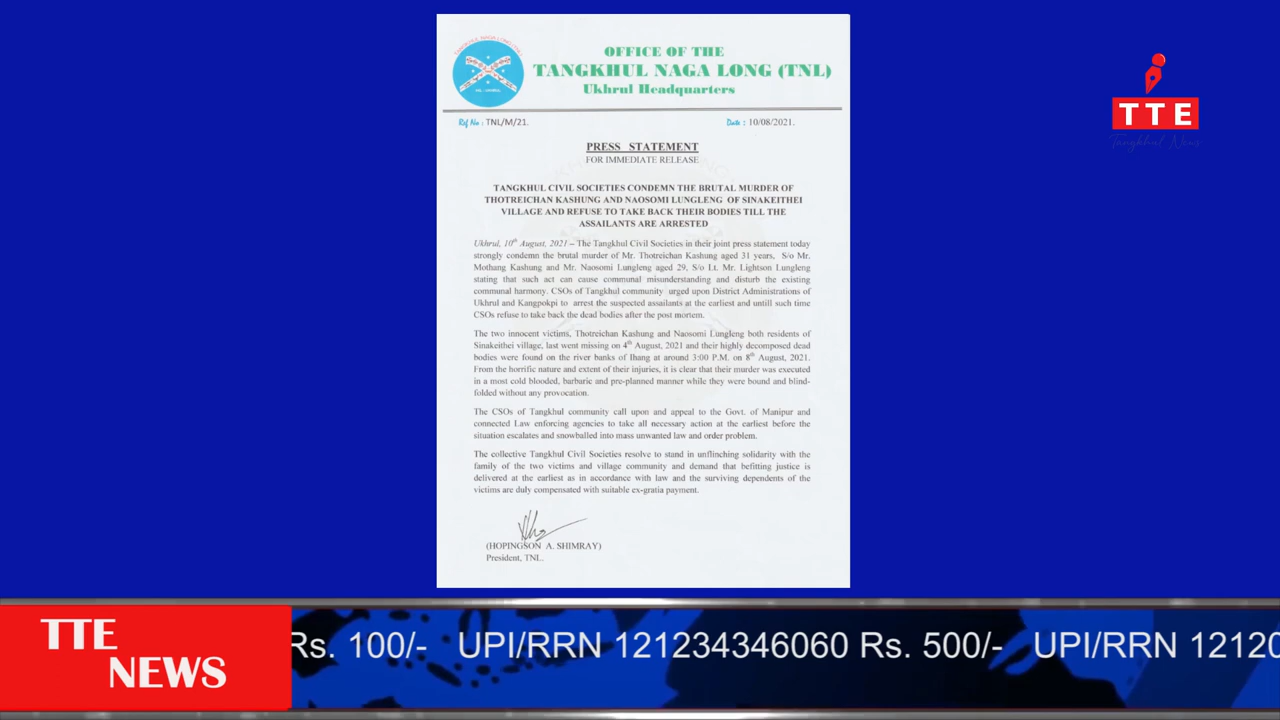 OFFICE OF THE
TANGKHUL NAGA LONG (TNL)
Ukhrul Headquarters
Ref No : TNL/M/21.
Date : 10/08/2021.
PRESS STATEMENT
FOR IMMEDIATE RELEASE
TANGKHUL CIVIL SOCIETIES CONDEMN THE BRUTAL MURDER OF
THOTREICHAN KASHUNG AND NAOSOMI LUNGLENG OF SINAKEITHEI
VILLAGE AND REFUSE TO TAKE BACK THEIR BODIES TILL THE
ASSAILANTS ARE ARRESTED
Ukhrul, 10th August, 2021 – The Tangkhul Civil Societies in their joint press statement today
strongly condemn the brutal murder of Mr. Thotreichan Kashung aged 31 years, S/o Mr.
Mothang Kashung and Mr. Naosomi Lungleng aged 29, S/o Lt. Mr. Lightson Lungleng
stating that such act can cause communal misunderstanding and disturb the existing
communal harmony. CSOs of Tangkhul community urged upon District Administrations of
Ukhrul and Kangpokpi to arrest the suspected assailants at the earliest and untill such time
CSOs refuse to take back the dead bodies after the post mortem.
The two innocent victims, Thotreichan Kashung and Naosomi Lungleng both residents of
Sinakeithei village, last went missing on 4th August, 2021 and their highly decomposed dead
bodies were found on the river banks of Ihang at around 3:00 P.M. on 8th August, 2021.
From the horrific nature and extent of their injuries, it is clear that their murder was executed
in a most cold blooded, barbaric and pre-planned manner while they were bound and blind-
folded without any provocation.
The CSOs of Tangkhul community call upon and appeal to the Govt. of Manipur and
connected Law enforcing agencies to take all necessary action at the earliest before the
situation escalates and snowballed into mass unwanted law and order problem.
The collective Tangkhul Civil Societies resolve to stand in unflinching solidarity with the
family of the two victims and village community and demand that befitting justice is
delivered at the earliest as in accordance with law and the surviving dependents of the
victims are duly compensated with suitable ex-gratia payment.
(HOPINGSON A. SHIMRAY)
President, TNL.
TTE
Tangkhul News
TTE
NEWS
Rs. 100/- UPI/RRN 121234346060 Rs. 500/- UPI/RRN 12120